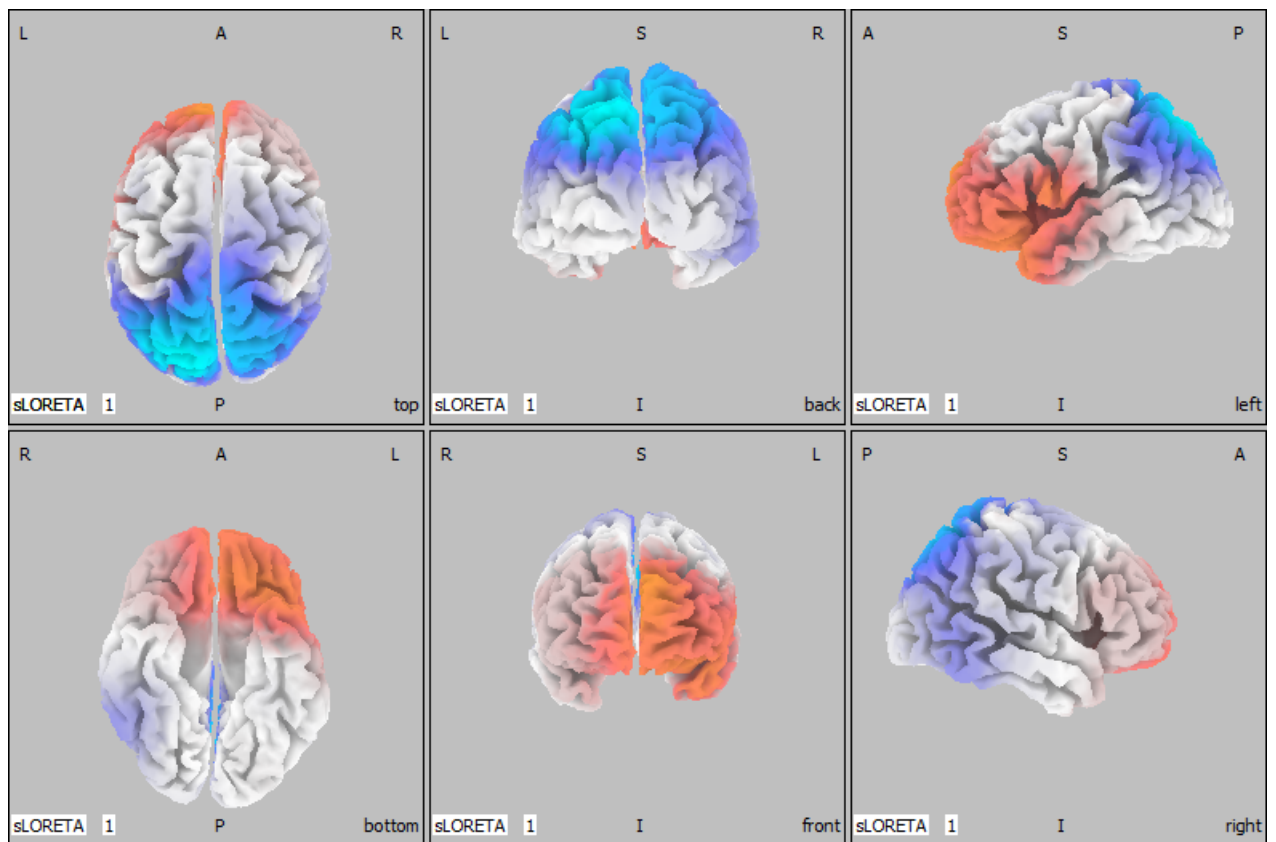 L A R
sLORETA 1 P top
L S R
sLORETA 1 I back
A S P
sLORETA 1 I left
R A L
sLORETA 1 P bottom
R S L
sLORETA 1 I front
P S A
sLORETA 1 I right